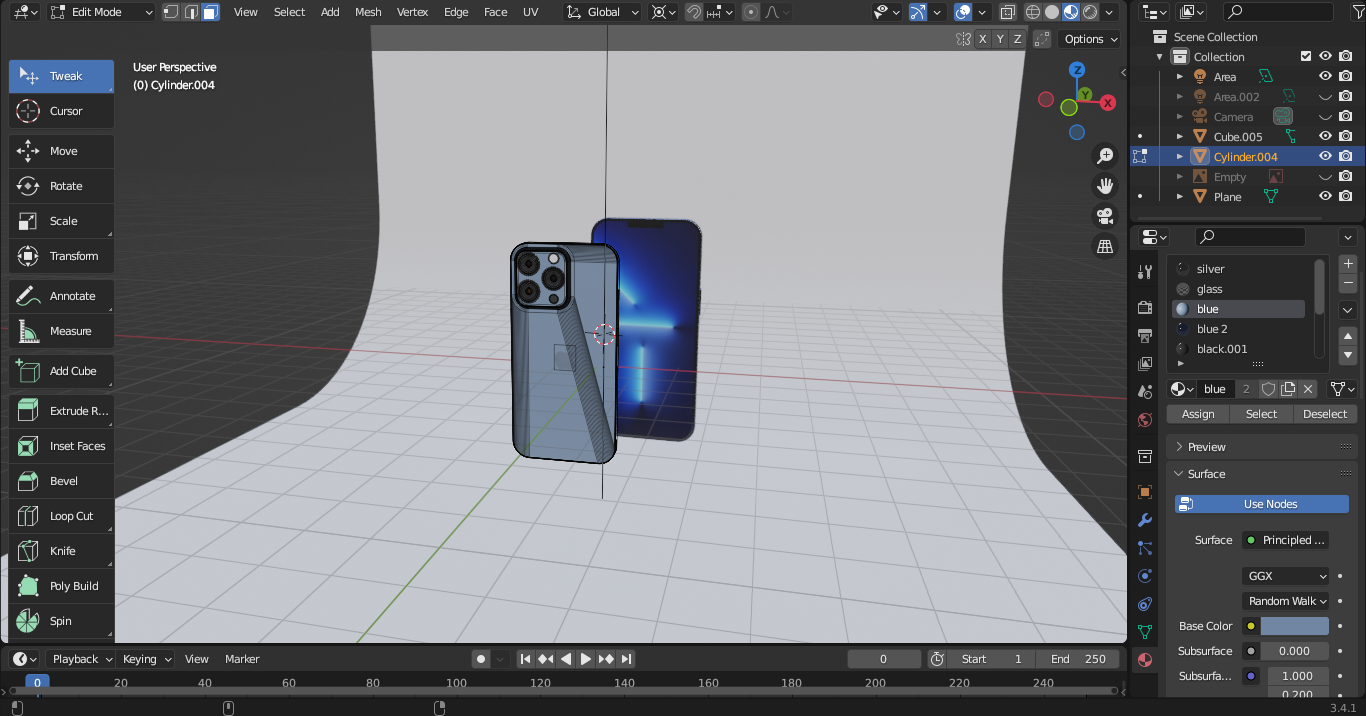 Edit Mode View Select Add Mesh Vertex Edge Face UV Global
X Y Z Options
User Perspective
(0) Cylinder.004
Z
Y
X
Tweak
Cursor
Move
Rotate
Scale
Transform
Annotate
Measure
Add Cube
Extrude R...
Inset Faces
Bevel
Loop Cut
Knife
Poly Build
Spin
Scene Collection
Collection
Area
Area.002
Camera
Cube.005
Cylinder.004
Empty
Plane
silver
glass
blue
blue 2
black.001
blue 2
Assign Select Deselect
Preview
Surface
Use Nodes
Surface Principled ...
GGX
Random Walk
Base Color
Subsurface 0.000
Subsurfa... 1.000
0.200
Playback Keying View Marker 0 Start 1 End 250
0 20 40 60 80 100 120 140 160 180 200 220 240
3.4.1